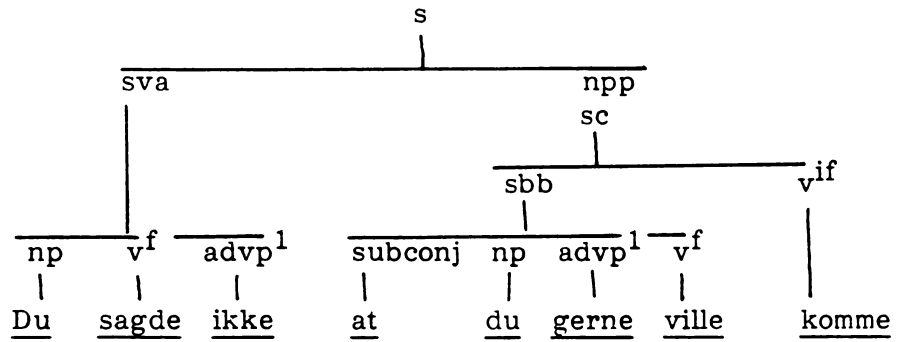 s
sva npp
sc
sbb v^if
np v^f advp^1 subconj np advp^1 v^f
Du sagde ikke at du gerne ville komme